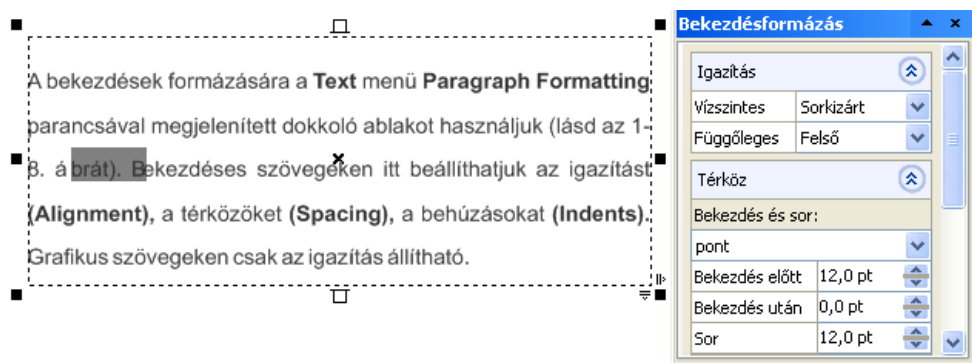 A bekezdések formázására a Text menü Paragraph Formatting
parancsával megjelenített dokkoló ablakot használjuk (lásd az 1-
8. ábrát). Bekezdéses szövegeken itt beállíthatjuk az igazítást
(Alignment), a térközöket (Spacing), a behúzásokat (Indents).
Grafikus szövegeken csak az igazítás állítható.
Bekezdésformázás
Igazítás
Vízszintes Sorkizárt
Függőleges Felső
Térköz
Bekezdés és sor:
pont
Bekezdés előtt 12,0 pt
Bekezdés után 0,0 pt
Sor 12,0 pt